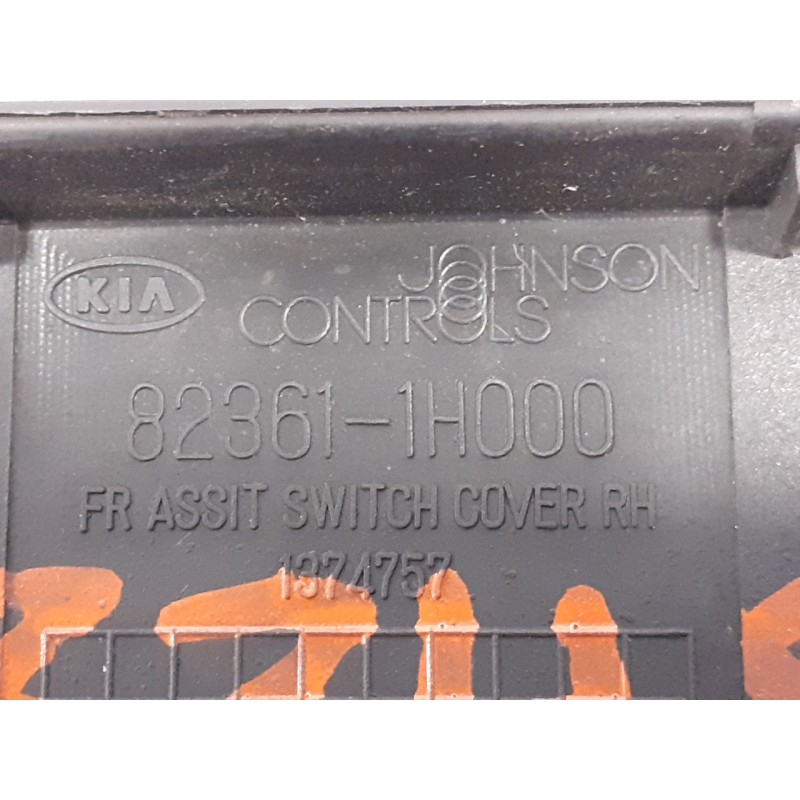 KIA
JOHNSON
CONTROLS
82361-1H000
FR ASSIT SWITCH COVER RH
1374757